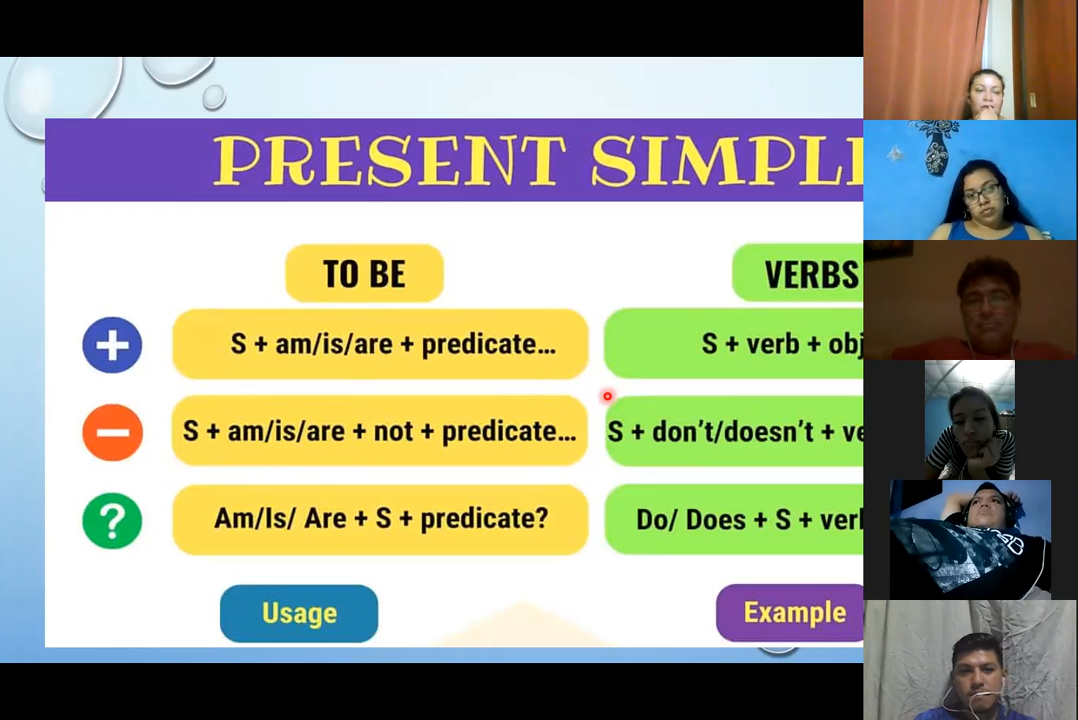 PRESENT SIMPL
TO BE
VERBS
S + am/is/are + predicate...
S + verb + obj
S + am/is/are + not + predicate...
S + don't/doesn't + ve
Am/Is/ Are + S + predicate?
Do/ Does + S + ver
?
Usage
Example